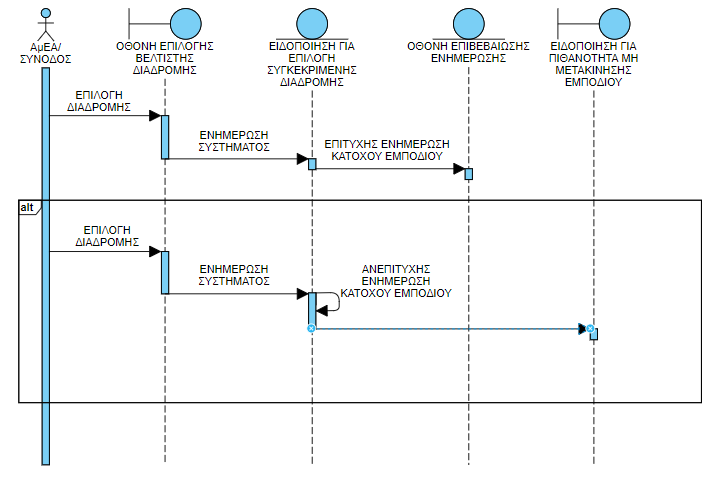 ΑμΕΑ/
ΣΥΝΟΔΟΣ
ΟΘΟΝΗ ΕΠΙΛΟΓΗΣ
ΒΕΛΤΙΣΤΗΣ
ΔΙΑΔΡΟΜΗΣ
ΕΙΔΟΠΟΙΗΣΗ ΓΙΑ
ΕΠΙΛΟΓΗ
ΣΥΓΚΕΚΡΙΜΕΝΗΣ
ΔΙΑΔΡΟΜΗΣ
ΟΘΟΝΗ ΕΠΙΒΕΒΑΙΩΣΗΣ
ΕΝΗΜΕΡΩΣΗΣ
ΕΙΔΟΠΟΙΗΣΗ ΓΙΑ
ΠΙΘΑΝΟΤΗΤΑ ΜΗ
ΜΕΤΑΚΙΝΗΣΗΣ
ΕΜΠΟΔΙΟΥ
ΕΠΙΛΟΓΗ
ΔΙΑΔΡΟΜΗΣ
ΕΝΗΜΕΡΩΣΗ
ΣΥΣΤΗΜΑΤΟΣ
ΕΠΙΤΥΧΗΣ ΕΝΗΜΕΡΩΣΗ
ΚΑΤΟΧΟΥ ΕΜΠΟΔΙΟΥ
alt
ΕΠΙΛΟΓΗ
ΔΙΑΔΡΟΜΗΣ
ΕΝΗΜΕΡΩΣΗ
ΣΥΣΤΗΜΑΤΟΣ
ΑΝΕΠΙΤΥΧΗΣ
ΕΝΗΜΕΡΩΣΗ
ΚΑΤΟΧΟΥ ΕΜΠΟΔΙΟΥ